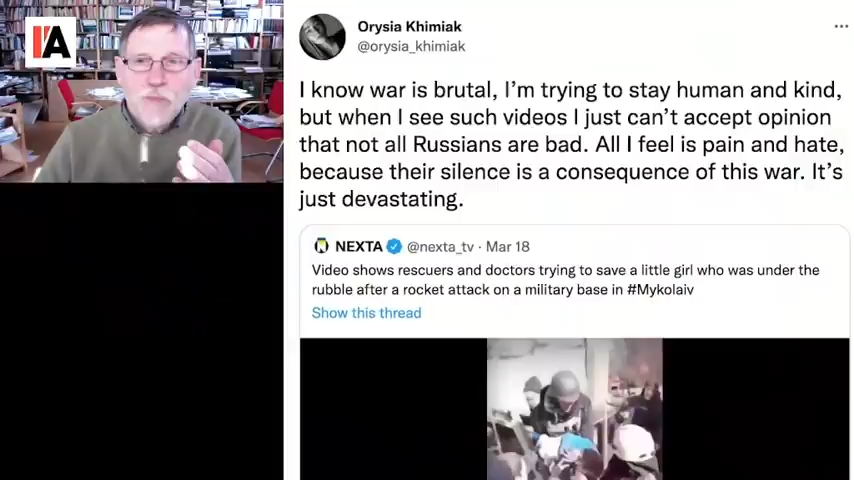 IA
Orysia Khimiak
@orysia_khimiak
I know war is brutal, I'm trying to stay human and kind,
but when I see such videos I just can't accept opinion
that not all Russians are bad. All I feel is pain and hate,
because their silence is a consequence of this war. It's
just devastating.
NEXTA @nexta_tv · Mar 18
Video shows rescuers and doctors trying to save a little girl who was under the
rubble after a rocket attack on a military base in #Mykolaiv
Show this thread